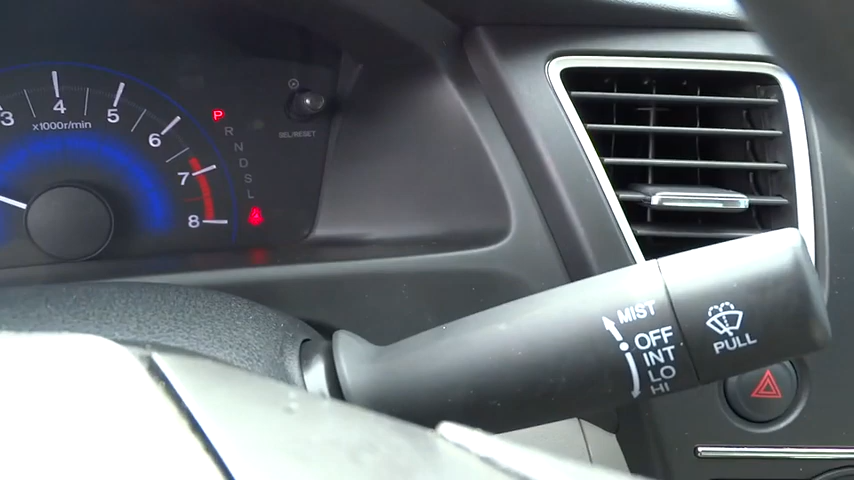 3
4
5
6
7
8
x1000r/min
P
R
N
D
S
L
SEL/RESET
MIST
OFF
INT
LO
HI
PULL